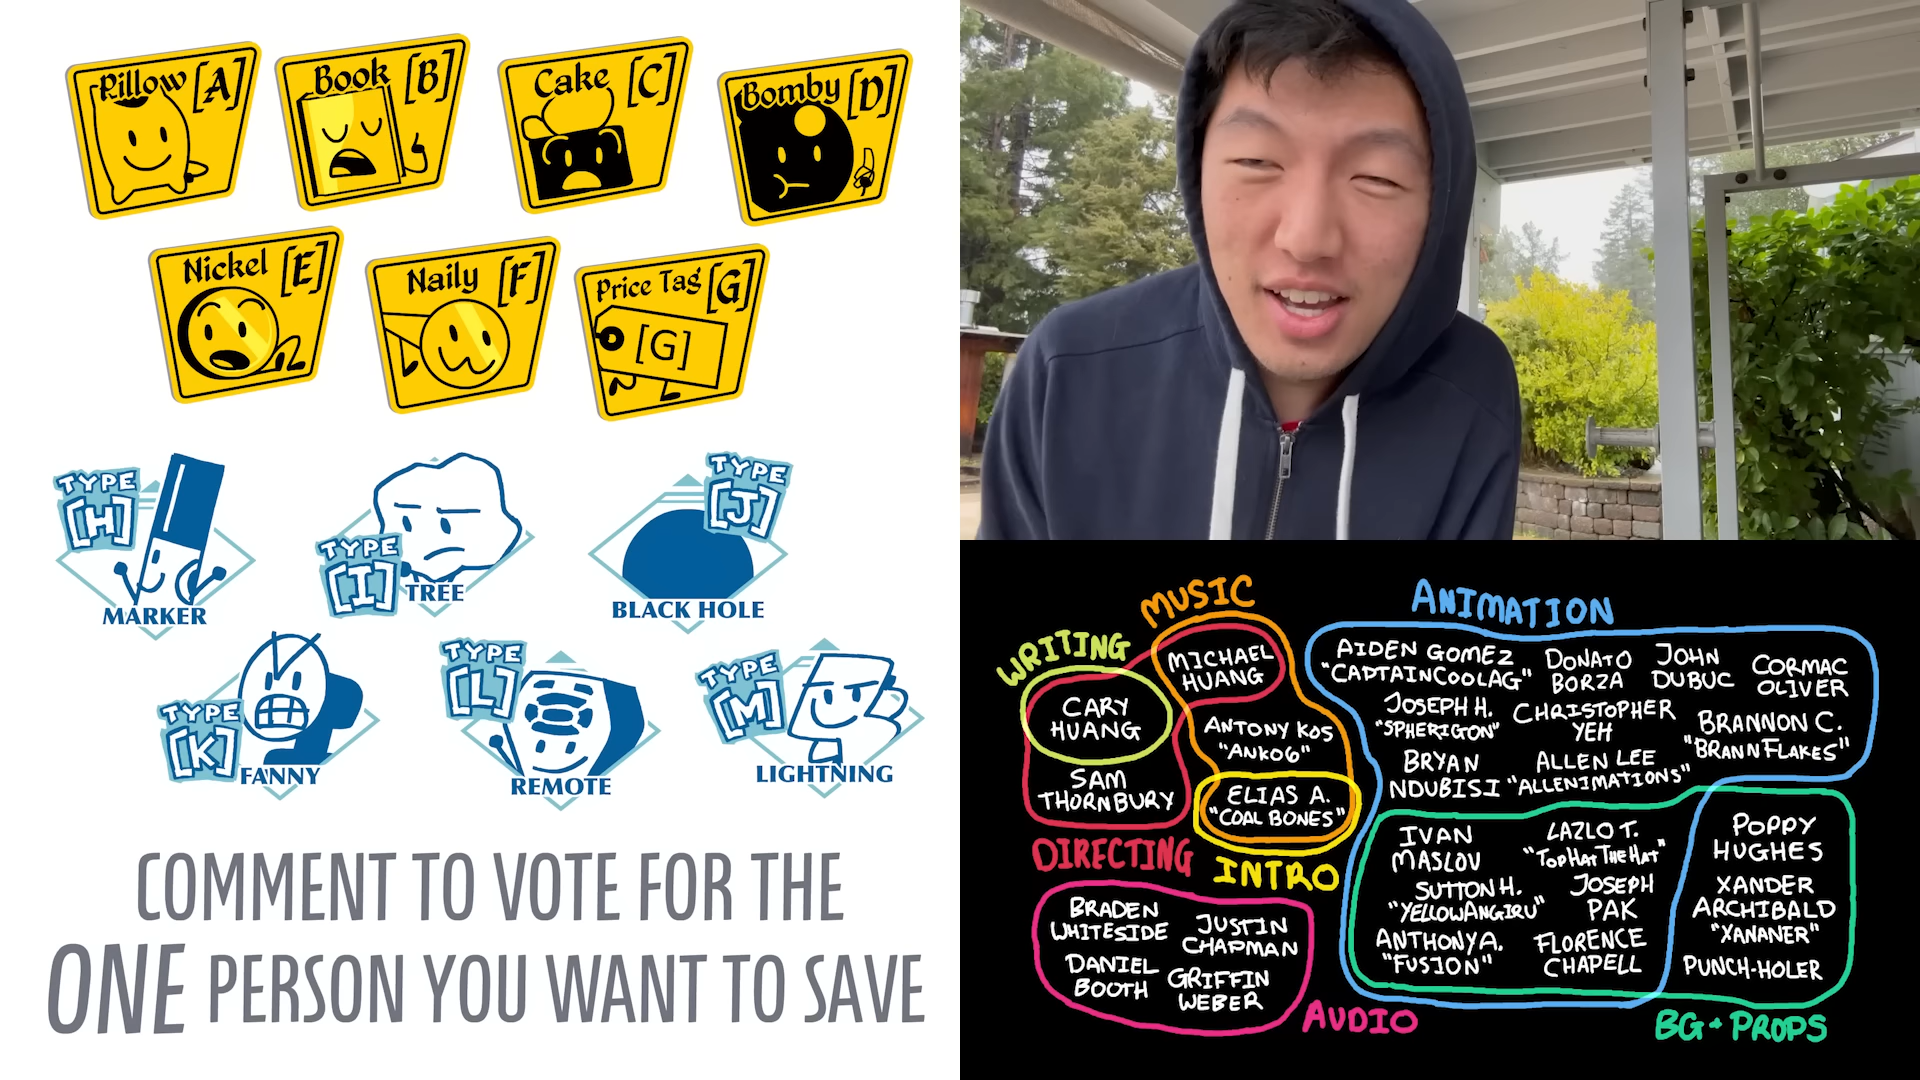 Pillow [A]
Book [B]
Cake [C]
Bomby [D]
Nickel [E]
Naily [F]
Price Tag [G]
[G]
TYPE
[H]
MARKER
TYPE
[I]
TREE
TYPE
[J]
BLACK HOLE
TYPE
[K]
FANNY
TYPE
[L]
REMOTE
TYPE
[M]
LIGHTNING
COMMENT TO VOTE FOR THE
ONE PERSON YOU WANT TO SAVE
WRITING
MUSIC
MICHAEL
HUANG
CARY
HUANG
SAM
THORNBURY
DIRECTING
ANTONY KOS
"ANKOG"
ELIAS A.
"COAL BONES"
INTRO
BRADEN
WHITESIDE
JUSTIN
CHAPMAN
DANIEL
BOOTH
GRIFFIN
WEBER
AUDIO
ANIMATION
AIDEN GOMEZ
"CAPTAINCOOLAG"
DONATO
BORZA
JOHN
DUBUC
CORMAC
OLIVER
JOSEPH H.
"SPHERIGON"
CHRISTOPHER
YEH
BRANNON C.
"BRANNFLAKES"
BRYAN
NDUBISI
ALLEN LEE
"ALLENIMATIONS"
IVAN
MASLOV
LAZLO T.
"TOPHATTHEHAT"
SUTTON H.
"YELLOWANGIRU"
JOSEPH
PAK
ANTHONY A.
"FUSION"
FLORENCE
CHAPELL
POPPY
HUGHES
XANDER
ARCHIBALD
"XANANER"
PUNCH-HOLER
BG + PROPS